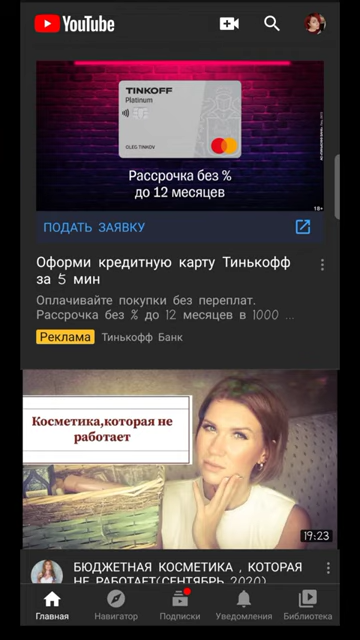 YouTube
TINKOFF
Platinum
OLEG TINKOV
Рассрочка без %
до 12 месяцев
18+
ПОДАТЬ ЗАЯВКУ
Оформи кредитную карту Тинькофф
за 5 мин
Оплачивайте покупки без переплат.
Рассрочка без % до 12 месяцев в 1000 ...
Реклама Тинькофф Банк
Косметика,которая не
работает
19:23
БЮДЖЕТНАЯ КОСМЕТИКА , КОТОРАЯ
НЕ РАБОТАЕТ(СЕНТЯБРЬ 2020)
Главная Навигатор Подписки Уведомления Библиотека